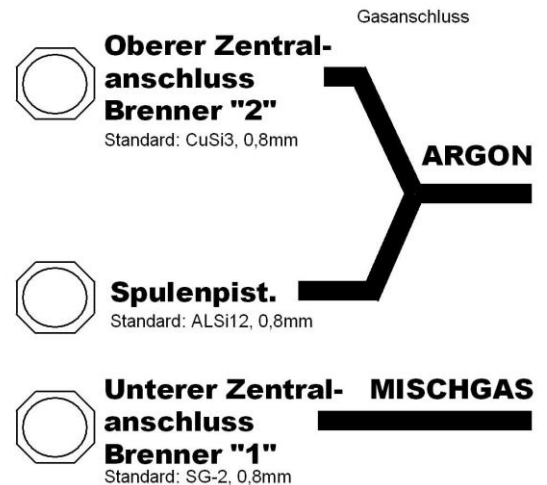 Gasanschluss
Oberer Zentral-
anschluss
Brenner "2"
Standard: CuSi3, 0,8mm
ARGON
Spulenpist.
Standard: ALSi12, 0,8mm
Unterer Zentral-
anschluss
Brenner "1"
Standard: SG-2, 0,8mm
MISCHGAS